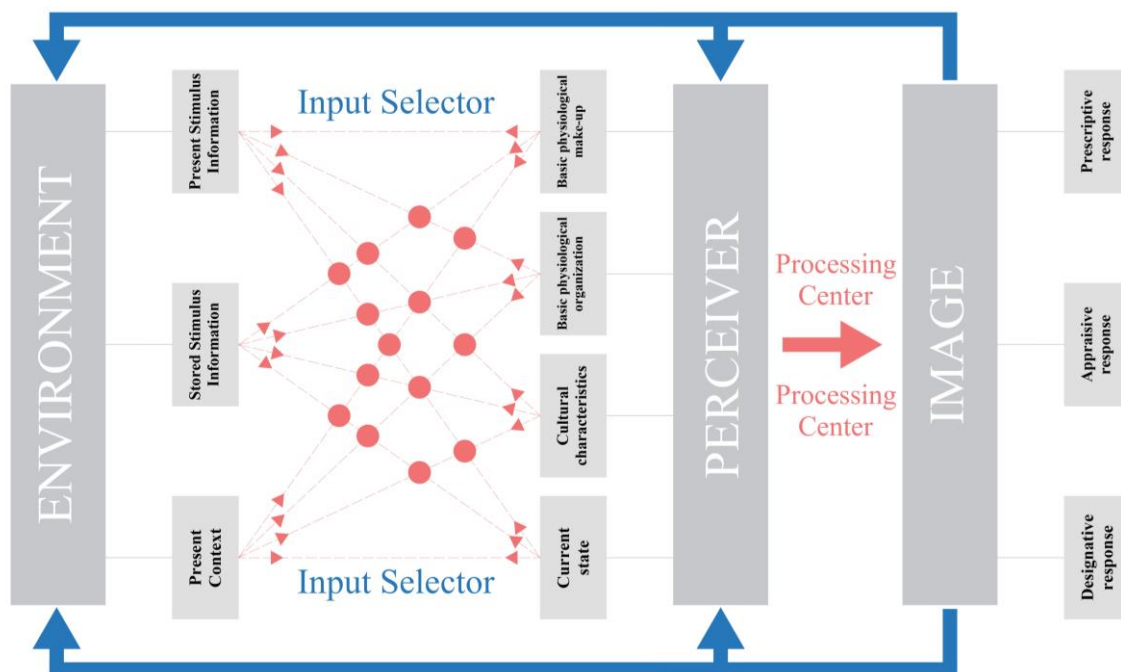 ENVIRONMENT
Present Stimulus
Information
Stored Stimulus
Information
Present
Context
Input Selector
Input Selector
Basic physiological
make-up
Basic physiological
organization
Cultural
characteristics
Current
state
PERCEIVER
Processing
Center
Processing
Center
IMAGE
Prescriptive
response
Appraisive
response
Designative
response